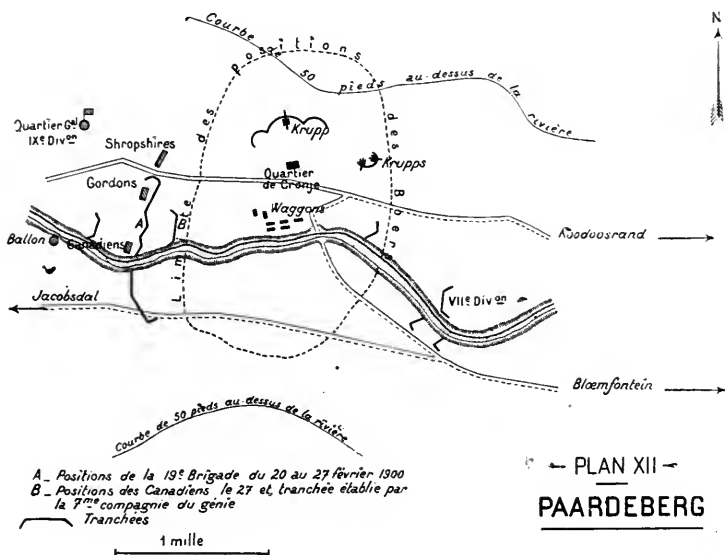 N
Courbe 50 pieds au-dessus de la rivière
Limite des positions des Boers
Quartier Gal
IXe Divon
Krupp
Shropshires
Krupps
Quartier
de Cronje
Gordons
Waggons
A
B
Ballon
Canadiens
Koodoosrand
VIIe Divon
Jacobsdal
Bloemfontein
Courbe de 50 pieds au-dessus de la rivière
A_ Positions de la 19e Brigade du 20 au 27 février 1900
B_ Positions des Canadiens le 27 et, tranchée établie par
la 7me compagnie du génie
Tranchées
1 mille
PLAN XII
PAARDEBERG